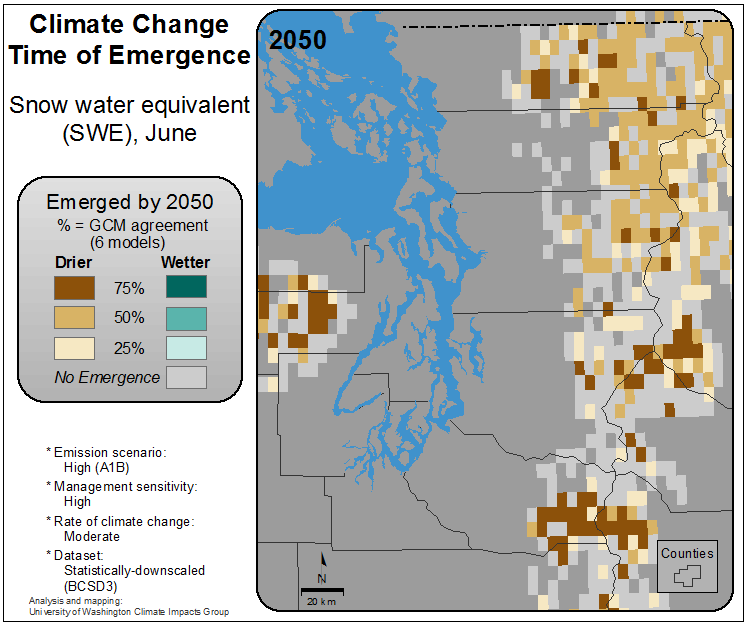 Climate Change
Time of Emergence
Snow water equivalent
(SWE), June
Emerged by 2050
% = GCM agreement
(6 models)
Drier Wetter
75%
50%
25%
No Emergence
* Emission scenario:
High (A1B)
* Management sensitivity:
High
* Rate of climate change:
Moderate
* Dataset:
Statistically-downscaled
(BCSD3)
Analysis and mapping:
University of Washington Climate Impacts Group
2050
N
20 km
Counties